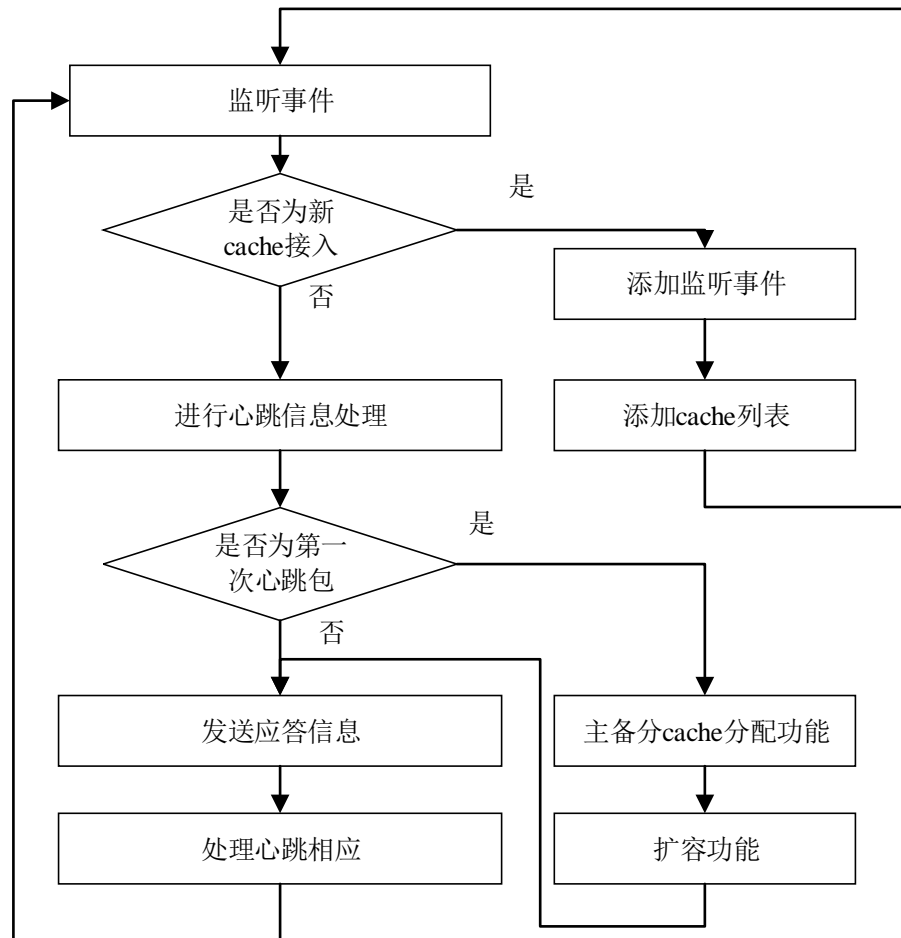 监听事件
是
是否为新
cache接入
添加监听事件
否
进行心跳信息处理
添加cache列表
是
是否为第一
次心跳包
否
发送应答信息
主备分cache分配功能
处理心跳相应
扩容功能